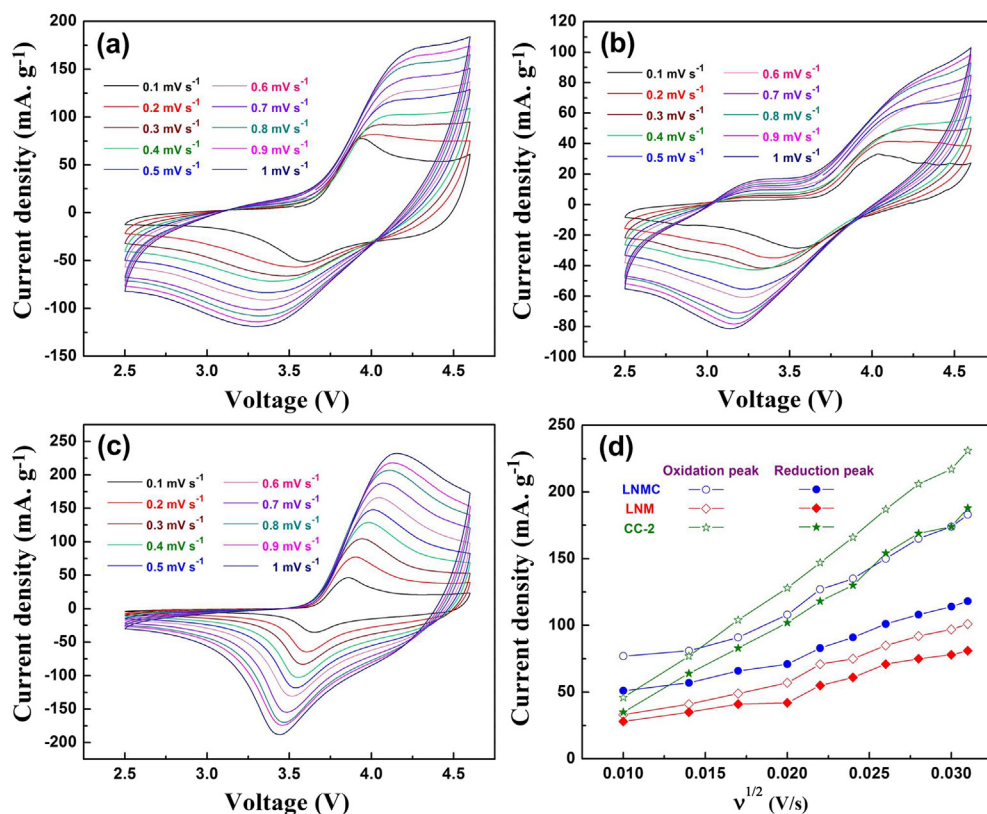 (a)
Current density (mA. g⁻¹)
200
150
100
50
0
-50
-100
-150
0.1 mV s⁻¹ 0.6 mV s⁻¹
0.2 mV s⁻¹ 0.7 mV s⁻¹
0.3 mV s⁻¹ 0.8 mV s⁻¹
0.4 mV s⁻¹ 0.9 mV s⁻¹
0.5 mV s⁻¹ 1 mV s⁻¹
2.5 3.0 3.5 4.0 4.5
Voltage (V)
(b)
Current density (mA. g⁻¹)
120
100
80
60
40
20
0
-20
-40
-60
-80
-100
0.1 mV s⁻¹ 0.6 mV s⁻¹
0.2 mV s⁻¹ 0.7 mV s⁻¹
0.3 mV s⁻¹ 0.8 mV s⁻¹
0.4 mV s⁻¹ 0.9 mV s⁻¹
0.5 mV s⁻¹ 1 mV s⁻¹
2.5 3.0 3.5 4.0 4.5
Voltage (V)
(c)
Current density (mA. g⁻¹)
250
200
150
100
50
0
-50
-100
-150
-200
0.1 mV s⁻¹ 0.6 mV s⁻¹
0.2 mV s⁻¹ 0.7 mV s⁻¹
0.3 mV s⁻¹ 0.8 mV s⁻¹
0.4 mV s⁻¹ 0.9 mV s⁻¹
0.5 mV s⁻¹ 1 mV s⁻¹
2.5 3.0 3.5 4.0 4.5
Voltage (V)
(d)
Current density (mA. g⁻¹)
250
200
150
100
50
0
Oxidation peak Reduction peak
LNMC
LNM
CC-2
0.010 0.015 0.020 0.025 0.030
ν^1/2 (V/s)